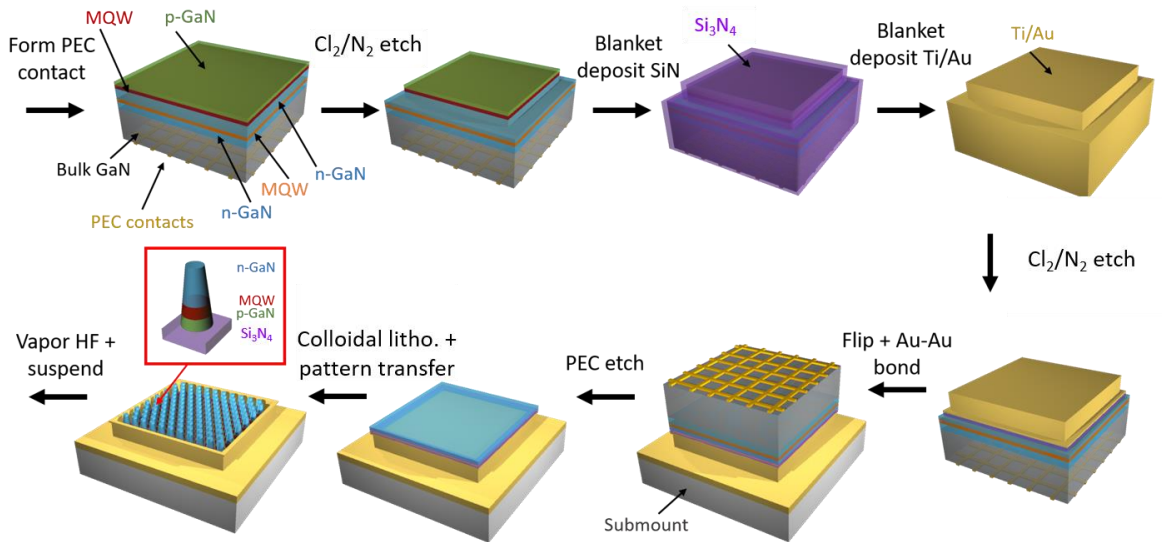 Form PEC
contact
MQW
p-GaN
Bulk GaN
PEC contacts
n-GaN
MQW
n-GaN
Cl₂/N₂ etch
Blanket
deposit SiN
Si₃N₄
Blanket
deposit Ti/Au
Ti/Au
Cl₂/N₂ etch
Flip + Au-Au
bond
PEC etch
Submount
Colloidal litho. +
pattern transfer
n-GaN
MQW
p-GaN
Si₃N₄
Vapor HF +
suspend